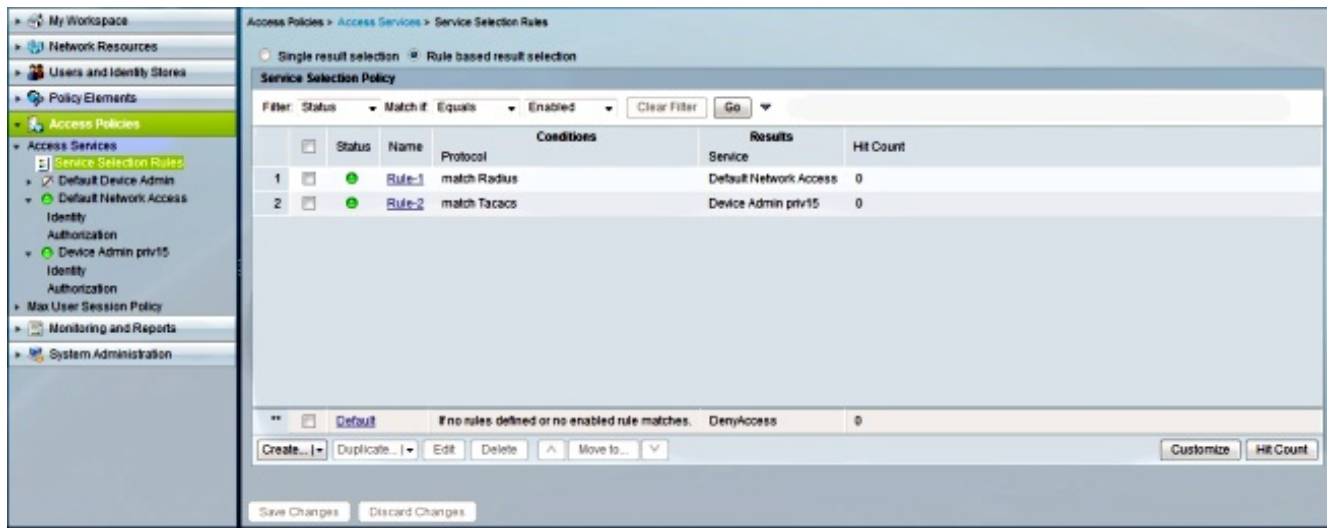 My Workspace
Network Resources
Users and Identity Stores
Policy Elements
Access Policies
Access Services
Service Selection Rules
Default Device Admin
Default Network Access
Identity
Authorization
Device Admin priv15
Identity
Authorization
Max User Session Policy
Monitoring and Reports
System Administration
Access Policies > Access Services > Service Selection Rules
Single result selection Rule based result selection
Service Selection Policy
Filter: Status Match if: Equals Enabled Clear Filter Go
Status Name Conditions Results Hit Count
Protocol Service
1 Rule-1 match Radius Default Network Access 0
2 Rule-2 match Tacacs Device Admin priv15 0
** Default If no rules defined or no enabled rule matches. DenyAccess 0
Create... | Duplicate... | Edit Delete ^ Move to... Customize Hit Count
Save Changes Discard Changes